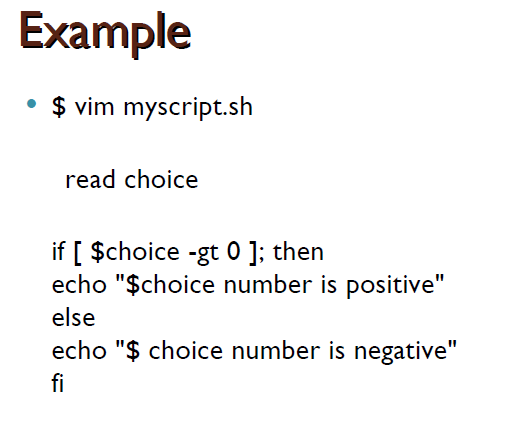 Example
• $ vim myscript.sh
read choice
if [ $choice -gt 0 ]; then
echo "$choice number is positive"
else
echo "$ choice number is negative"
fi